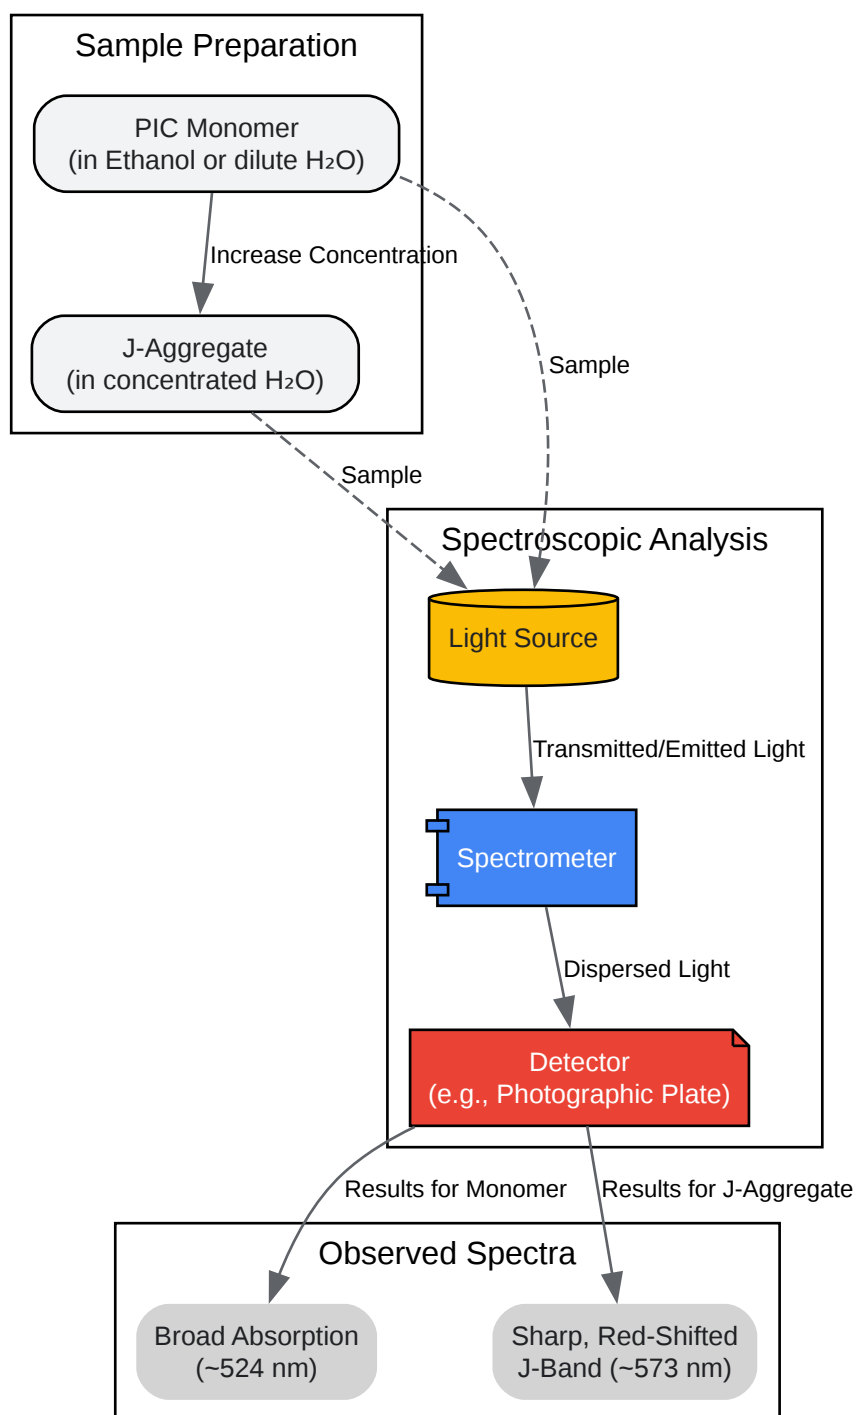 Sample Preparation
PIC Monomer
(in Ethanol or dilute H₂O)
Increase Concentration
J-Aggregate
(in concentrated H₂O)
Sample
Sample
Spectroscopic Analysis
Light Source
Transmitted/Emitted Light
Spectrometer
Dispersed Light
Detector
(e.g., Photographic Plate)
Results for Monomer
Results for J-Aggregate
Observed Spectra
Broad Absorption
(~524 nm)
Sharp, Red-Shifted
J-Band (~573 nm)